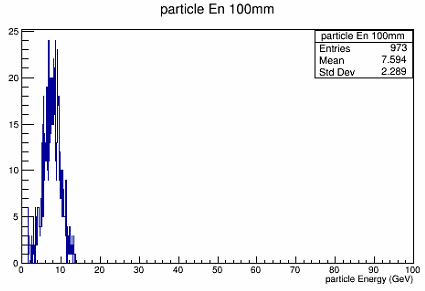 particle En 100mm
particle En 100mm
Entries 973
Mean 7.594
Std Dev 2.289
25
20
15
10
5
0
0 10 20 30 40 50 60 70 80 90 100
particle Energy (GeV)